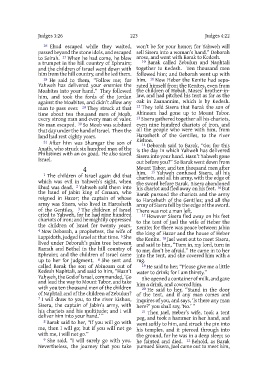 Judges 3:26
223
Judges 4:22
26 Ehud escaped while they waited,
passed beyond the stone idols, and escaped
to Seirah. 27 When he had come, he blew
a trumpet in the hill country of Ephraim;
and the children of Israel went down with
him from the hill country, and he led them.
28 He said to them, "Follow me; for
Yahweh has delivered your enemies the
Moabites into your hand." They followed
him, and took the fords of the Jordan
against the Moabites, and didn't allow any
man to pass over. 29 They struck at that
time about ten thousand men of Moab,
every strong man and every man of valor.
No man escaped. 30 So Moab was subdued
that day under the hand of Israel. Then the
land had rest eighty years.
31 After him was Shamgar the son of
Anath, who struck six hundred men of the
Philistines with an ox goad. He also saved
Israel.
4
1 The children of Israel again did that
which was evil in Yahweh's sight, when
Ehud was dead. 2 Yahweh sold them into
the hand of Jabin king of Canaan, who
reigned in Hazor; the captain of whose
army was Sisera, who lived in Harosheth
of the Gentiles. 3 The children of Israel
cried to Yahweh, for he had nine hundred
chariots of iron; and he mightily oppressed
the children of Israel for twenty years.
4 Now Deborah, a prophetess, the wife of
Lappidoth, judged Israel at that time. 5 She
lived under Deborah's palm tree between
Ramah and Bethel in the hill country of
Ephraim; and the children of Israel came
up to her for judgment. 6 She sent and
called Barak the son of Abinoam out of
Kedesh Naphtali, and said to him, "Hasn't
Yahweh, the God of Israel, commanded, 'Go
and lead the way to Mount Tabor, and take
with you ten thousand men of the children
of Naphtali and of the children of Zebulun?
7 I will draw to you, to the river Kishon,
Sisera, the captain of Jabin's army, with
his chariots and his multitude; and I will
deliver him into your hand.'"
8 Barak said to her, "If you will go with
me, then I will go; but if you will not go
with me, I will not go."
9 She said, "I will surely go with you.
Nevertheless, the journey that you take
won't be for your honor; for Yahweh will
sell Sisera into a woman's hand." Deborah
arose, and went with Barak to Kedesh.
10 Barak called Zebulun and Naphtali
together to Kedesh. Ten thousand men
followed him; and Deborah went up with
him. 11 Now Heber the Kenite had sepa-
rated himself from the Kenites, even from
the children of Hobab, Moses' brother-in-
law, and had pitched his tent as far as the
oak in Zaanannim, which is by Kedesh.
12 They told Sisera that Barak the son of
Abinoam had gone up to Mount Tabor.
13 Sisera gathered together all his chariots,
even nine hundred chariots of iron, and
all the people who were with him, from
Harosheth of the Gentiles, to the river
Kishon.
14 Deborah said to Barak, "Go; for this
is the day in which Yahweh has delivered
Sisera into your hand. Hasn't Yahweh gone
out before you?" So Barak went down from
Mount Tabor, and ten thousand men after
him. 15 Yahweh confused Sisera, all his
chariots, and all his army, with the edge of
the sword before Barak. Sisera abandoned
his chariot and fled away on his feet. 16 But
Barak pursued the chariots and the army
to Harosheth of the Gentiles; and all the
army of Sisera fell by the edge of the sword.
There was not a man left.
17 However Sisera fled away on his feet
to the tent of Jael the wife of Heber the
Kenite; for there was peace between Jabin
the king of Hazor and the house of Heber
the Kenite. 18 Jael went out to meet Sisera,
and said to him, "Turn in, my lord, turn in
to me; don't be afraid." He came in to her
into the tent, and she covered him with a
rug.
19 He said to her, "Please give me a little
water to drink; for I am thirsty."
She opened a container of milk, and gave
him a drink, and covered him.
20 He said to her, "Stand in the door
of the tent, and if any man comes and
inquires of you, and says, 'Is there any man
here?' you shall say, 'No.'"
21 Then Jael, Heber's wife, took a tent
peg, and took a hammer in her hand, and
went softly to him, and struck the pin into
his temples, and it pierced through into
the ground, for he was in a deep sleep; so
he fainted and died. 22 Behold, as Barak
pursued Sisera, Jael came out to meet him,